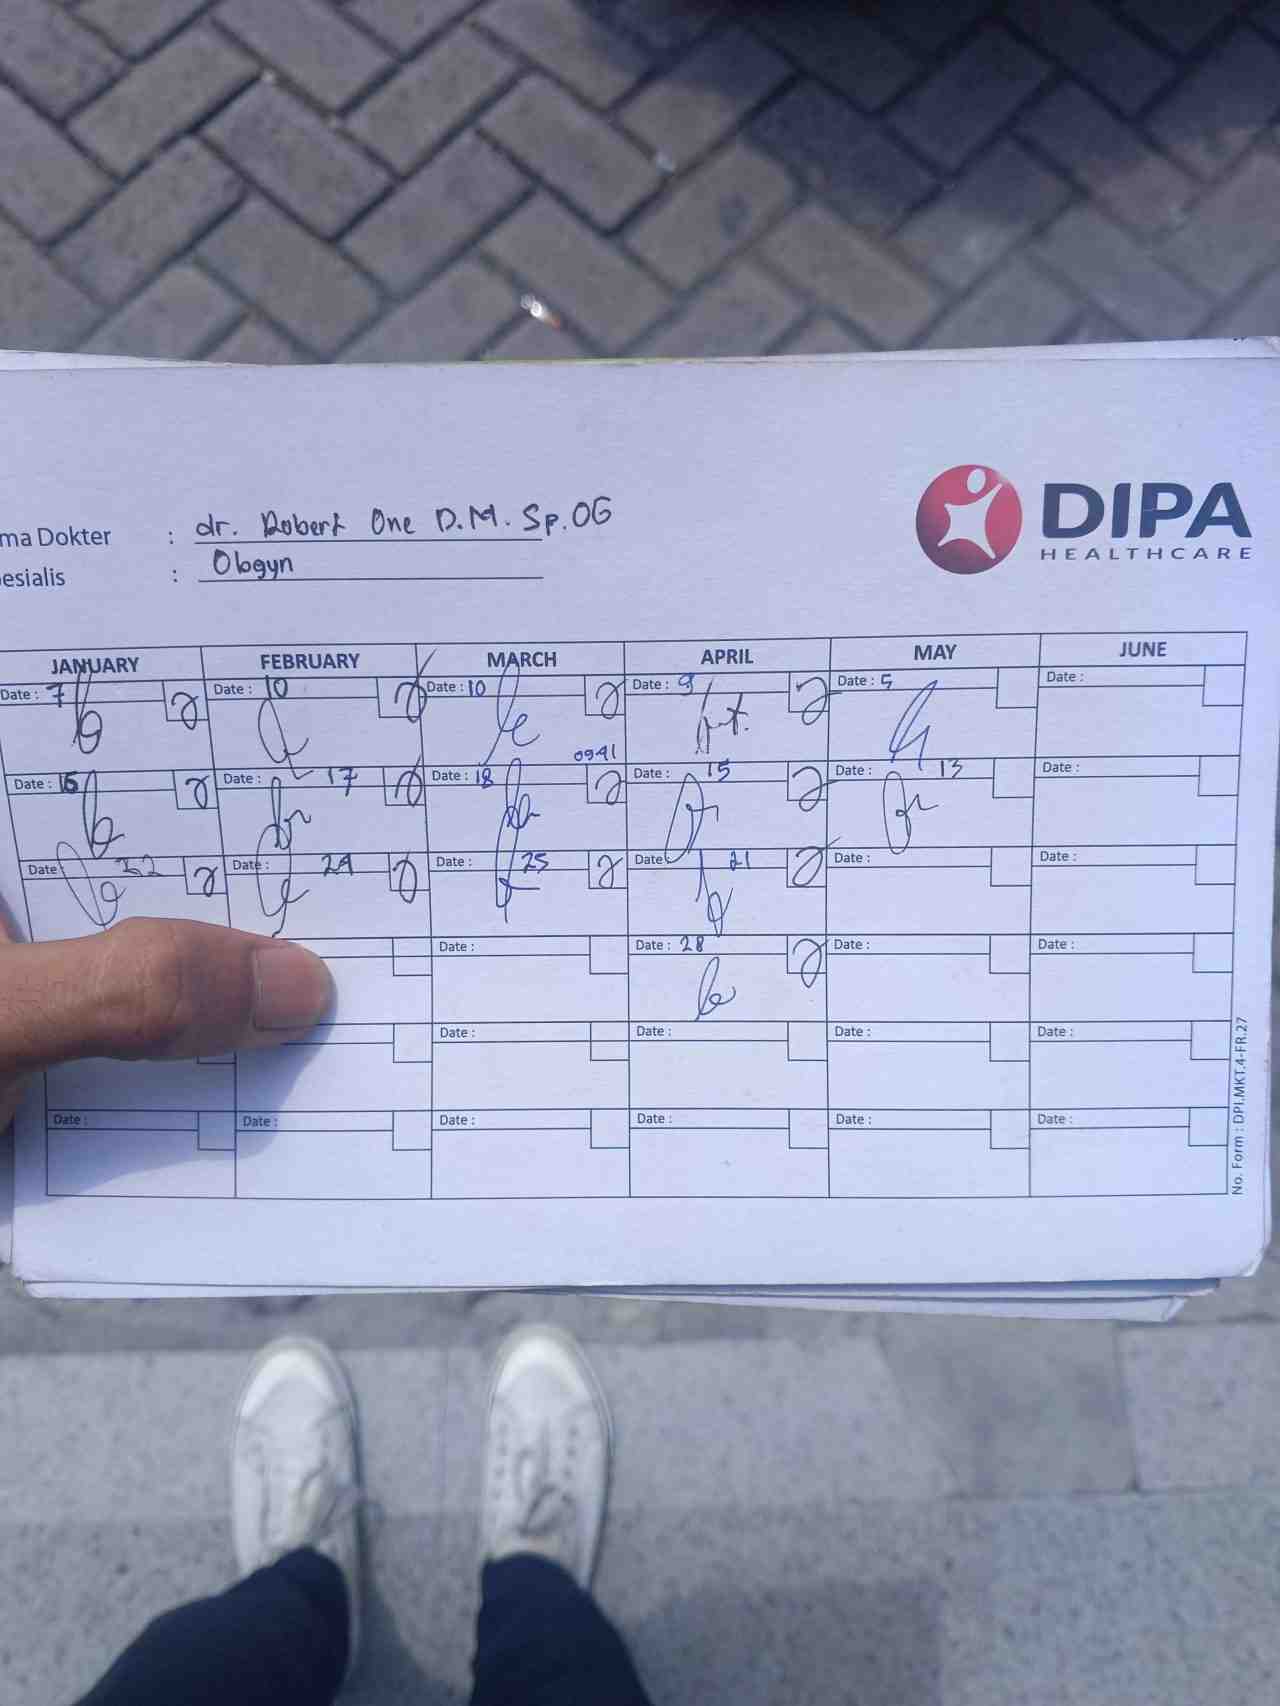 DIPA
HEALTHCARE
ma Dokter : dr. Robert One D.M. Sp.OG
esialis : Obgyn
JANUARY FEBRUARY MARCH APRIL MAY JUNE
Date : 7 Date : 10 Date : 10 Date : 9 Date : 5 Date :
0941
Date : Date : 17 Date : 18 Date : 15 Date : 13 Date :
Date : 22 Date : 24 Date : 25 Date : 21 Date : Date :
Date : Date : 28 Date : Date :
Date : Date : Date : Date :
Date : Date : Date : Date : Date : Date :
No. Form : DPI.MKT.4-FR.27